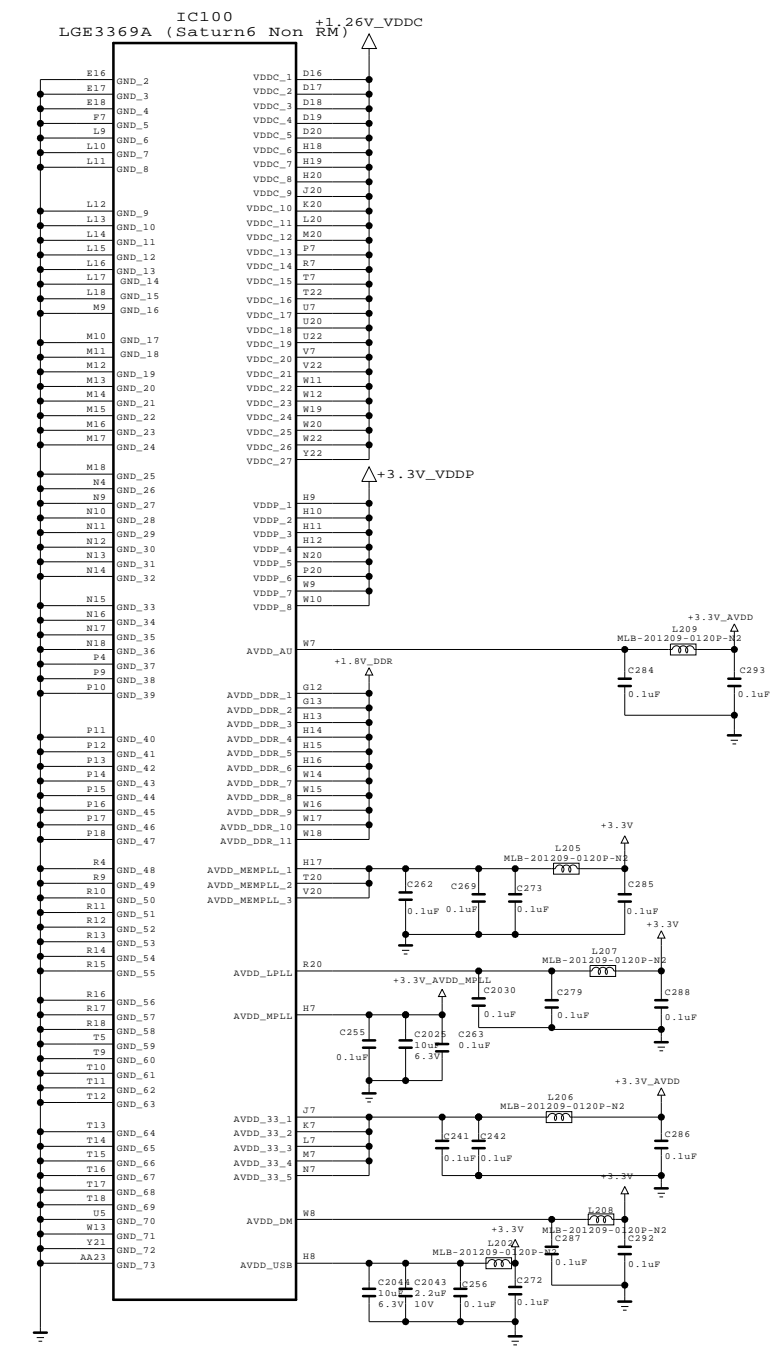 IC100
LGE3369A (Saturn6 Non RM)
+1.26V_VDDC
E16 GND_2
E17 GND_3
E18 GND_4
F7 GND_5
L9 GND_6
L10 GND_7
L11 GND_8
L12 GND_9
L13 GND_10
L14 GND_11
L15 GND_12
L16 GND_13
L17 GND_14
L18 GND_15
M9 GND_16
M10 GND_17
M11 GND_18
M12 GND_19
M13 GND_20
M14 GND_21
M15 GND_22
M16 GND_23
M17 GND_24
M18 GND_25
N4 GND_26
N9 GND_27
N10 GND_28
N11 GND_29
N12 GND_30
N13 GND_31
N14 GND_32
N15 GND_33
N16 GND_34
N17 GND_35
N18 GND_36
P4 GND_37
P9 GND_38
P10 GND_39
P11 GND_40
P12 GND_41
P13 GND_42
P14 GND_43
P15 GND_44
P16 GND_45
P17 GND_46
P18 GND_47
R4 GND_48
R9 GND_49
R10 GND_50
R11 GND_51
R12 GND_52
R13 GND_53
R14 GND_54
R15 GND_55
R16 GND_56
R17 GND_57
R18 GND_58
T5 GND_59
T9 GND_60
T10 GND_61
T11 GND_62
T12 GND_63
T13 GND_64
T14 GND_65
T15 GND_66
T16 GND_67
T17 GND_68
T18 GND_69
U5 GND_70
W13 GND_71
Y21 GND_72
AA23 GND_73
VDDC_1 D16
VDDC_2 D17
VDDC_3 D18
VDDC_4 D19
VDDC_5 D20
VDDC_6 H18
VDDC_7 H19
VDDC_8 H20
VDDC_9 J20
VDDC_10 K20
VDDC_11 L20
VDDC_12 M20
VDDC_13 P7
VDDC_14 R7
VDDC_15 T7
VDDC_16 T22
VDDC_17 U7
VDDC_18 U20
VDDC_19 U22
VDDC_20 V7
VDDC_21 V22
VDDC_22 W11
VDDC_23 W12
VDDC_24 W19
VDDC_25 W20
VDDC_26 W22
VDDC_27 Y22
+3.3V_VDDP
VDDP_1 H9
VDDP_2 H10
VDDP_3 H11
VDDP_4 H12
VDDP_5 N20
VDDP_6 P20
VDDP_7 W9
VDDP_8 W10
AVDD_AU W7
+3.3V_AVDD
L209
MLB-201209-0120P-N2
C284
0.1uF
C293
0.1uF
+1.8V_DDR
AVDD_DDR_1 G12
AVDD_DDR_2 G13
AVDD_DDR_3 H13
AVDD_DDR_4 H14
AVDD_DDR_5 H15
AVDD_DDR_6 H16
AVDD_DDR_7 W14
AVDD_DDR_8 W15
AVDD_DDR_9 W16
AVDD_DDR_10 W17
AVDD_DDR_11 W18
AVDD_MEMPLL_1 H17
AVDD_MEMPLL_2 T20
AVDD_MEMPLL_3 V20
+3.3V
L205
MLB-201209-0120P-N2
C262
0.1uF
C269
0.1uF
C273
0.1uF
C285
0.1uF
AVDD_LPLL R20
+3.3V
L207
MLB-201209-0120P-N2
C2030
0.1uF
C279
0.1uF
C288
0.1uF
AVDD_MPLL H7
+3.3V_AVDD_MPLL
C255
0.1uF
C2025
10uF
6.3V
C263
0.1uF
AVDD_33_1 J7
AVDD_33_2 K7
AVDD_33_3 L7
AVDD_33_4 M7
AVDD_33_5 N7
+3.3V_AVDD
L206
MLB-201209-0120P-N2
C241
0.1uF
C242
0.1uF
C286
0.1uF
AVDD_DM W8
+3.3V
L208
MLB-201209-0120P-N2
C287
0.1uF
C292
0.1uF
AVDD_USB H8
+3.3V
L202
MLB-201209-0120P-N2
C2044
10uF
6.3V
C2043
2.2uF
10V
C256
0.1uF
C272
0.1uF